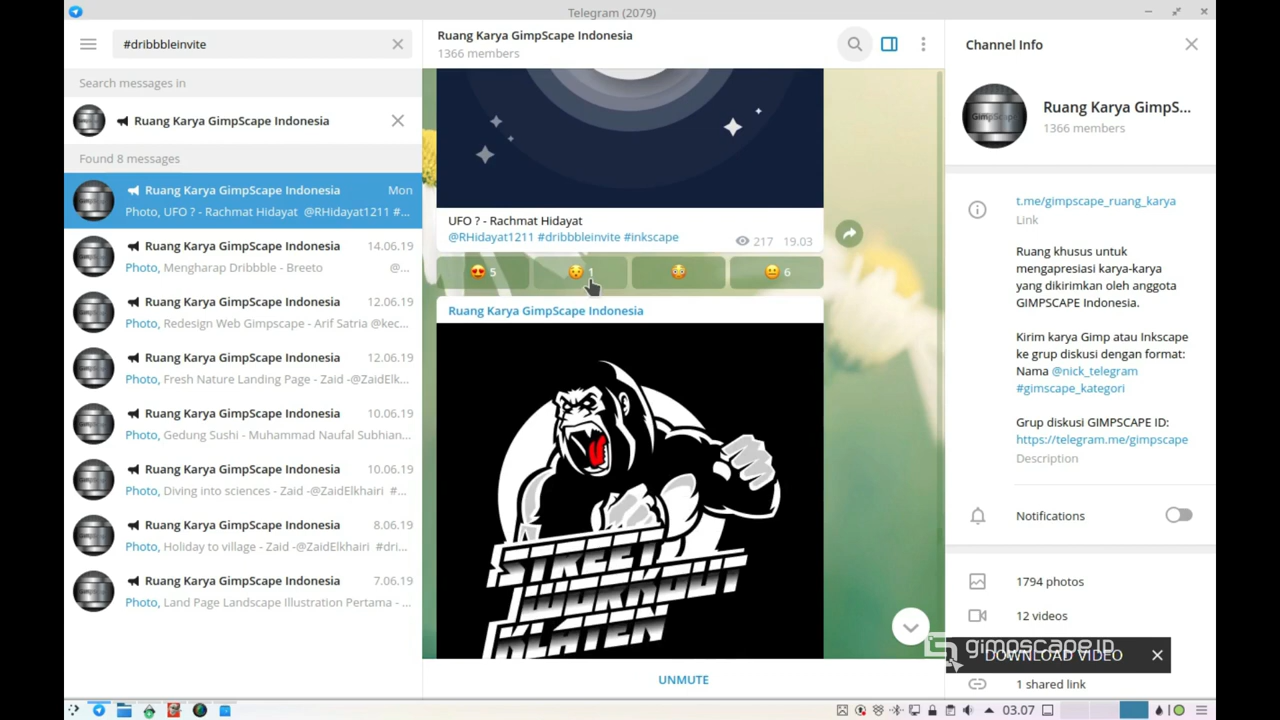 Telegram (2079)
#dribbbleinvite
Search messages in
Ruang Karya GimpScape Indonesia
Found 8 messages
Ruang Karya GimpScape Indonesia Mon
Photo, UFO ? - Rachmat Hidayat @RHidayat1211 #...
Ruang Karya GimpScape Indonesia 14.06.19
Photo, Mengharap Dribbble - Breeto @...
Ruang Karya GimpScape Indonesia 12.06.19
Photo, Redesign Web Gimpscape - Arif Satria @kec...
Ruang Karya GimpScape Indonesia 12.06.19
Photo, Fresh Nature Landing Page - Zaid -@ZaidElk...
Ruang Karya GimpScape Indonesia 10.06.19
Photo, Gedung Sushi - Muhammad Naufal Subhian...
Ruang Karya GimpScape Indonesia 10.06.19
Photo, Diving into sciences - Zaid -@ZaidElkhairi #...
Ruang Karya GimpScape Indonesia 8.06.19
Photo, Holiday to village - Zaid -@ZaidElkhairi #dri...
Ruang Karya GimpScape Indonesia 7.06.19
Photo, Land Page Landscape Illustration Pertama - ...
Ruang Karya GimpScape Indonesia
1366 members
UFO ? - Rachmat Hidayat
@RHidayat1211 #dribbbleinvite #inkscape 217 19.03
😍 5 😴 1 😳 😐 6
Ruang Karya GimpScape Indonesia
STREET
WORKOUT
KLATEN
UNMUTE
Channel Info
GimpScape
Ruang Karya GimpS...
1366 members
t.me/gimpscape_ruang_karya
Link
Ruang khusus untuk
mengapresiasi karya-karya
yang dikirimkan oleh anggota
GIMPSCAPE Indonesia.
Kirim karya Gimp atau Inkscape
ke grup diskusi dengan format:
Nama @nick_telegram
#gimscape_kategori
Grup diskusi GIMPSCAPE ID:
https://telegram.me/gimpscape
Description
Notifications
1794 photos
12 videos
gimpscape.ID
DOWNLOAD VIDEO
1 shared link
03.07